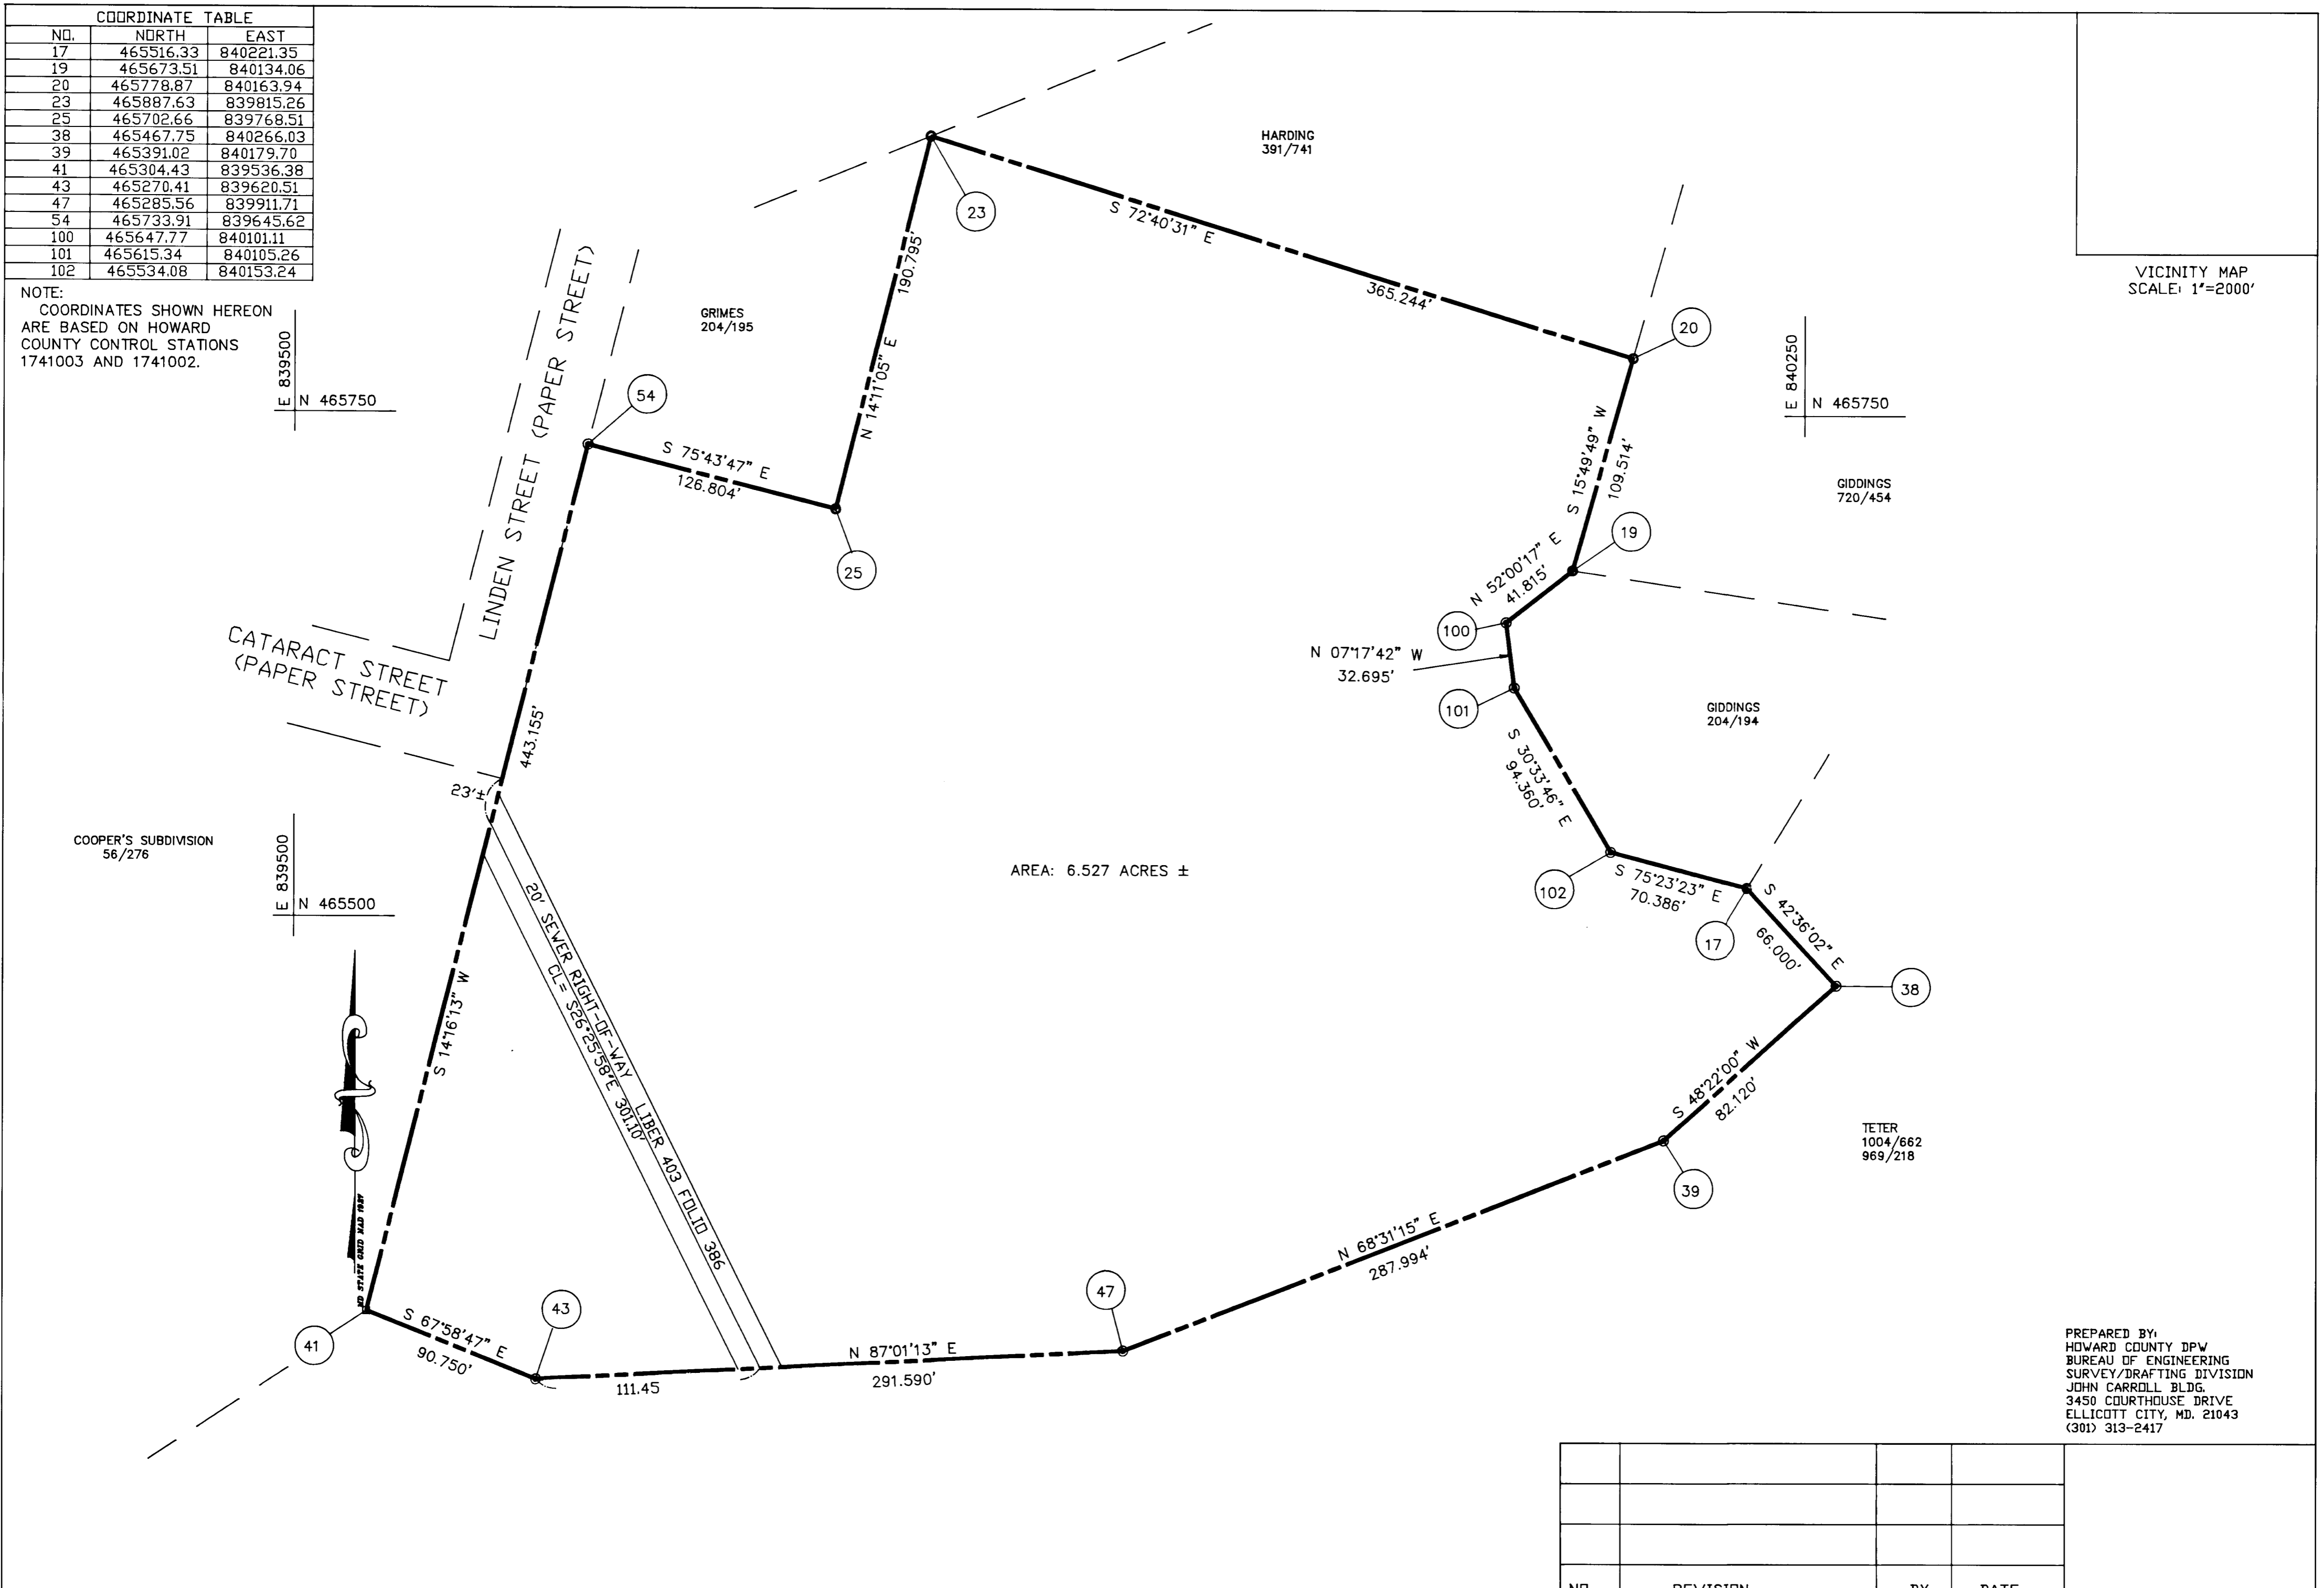 COORDINATE TABLE
NO. NORTH EAST
17 465516.33 840221.35
19 465673.51 840134.06
20 465778.87 840163.94
23 465887.63 839815.26
25 465702.66 839768.51
38 465467.75 840266.03
39 465391.02 840179.70
41 465304.43 839536.38
43 465270.41 839620.51
47 465285.56 839911.71
54 465733.91 839645.62
100 465647.77 840101.11
101 465615.34 840105.26
102 465534.08 840153.24
NOTE:
COORDINATES SHOWN HEREON
ARE BASED ON HOWARD
COUNTY CONTROL STATIONS
1741003 AND 1741002.
VICINITY MAP
SCALE: 1"=2000'
HARDING
391/741
23
S 72°40'31" E
365.244'
20
GRIMES
204/195
190.795'
N 14°11'05" E
E 839500
N 465750
E 840250
N 465750
54
S 75°43'47" E
126.804'
25
LINDEN STREET (PAPER STREET)
CATARACT STREET
(PAPER STREET)
S 15°49'49" W
109.514'
GIDDINGS
720/454
19
N 52°00'17" E
41.815'
100
N 07°17'42" W
32.695'
101
GIDDINGS
204/194
S 30°33'46" E
94.360'
443.155'
23'±
COOPER'S SUBDIVISION
56/276
E 839500
N 465500
AREA: 6.527 ACRES ±
102
S 75°23'23" E
70.386'
17
S 42°36'02" E
66.000'
38
S 14°16'13" W
20' SEWER RIGHT-OF-WAY LIBER 403 FOLIO 386
CL= S26°25'58"E 301.10'
S 48°22'00" W
82.120'
TETER
1004/662
969/218
39
MD STATE GRID NAD 1927
N 68°31'15" E
287.994'
47
43
41
S 67°58'47" E
90.750'
111.45
N 87°01'13" E
291.590'
PREPARED BY:
HOWARD COUNTY DPW
BUREAU OF ENGINEERING
SURVEY/DRAFTING DIVISION
JOHN CARROLL BLDG.
3450 COURTHOUSE DRIVE
ELLICOTT CITY, MD. 21043
(301) 313-2417
NO. REVISION BY DATE